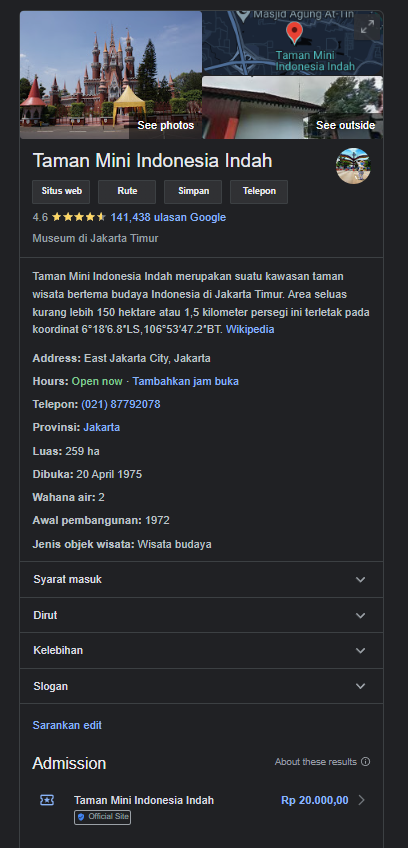 Masjid Agung At-Tin
Taman Mini
Indonesia Indah
See photos
See outside
Taman Mini Indonesia Indah
Situs web
Rute
Simpan
Telepon
4.6 141,438 ulasan Google
Museum di Jakarta Timur
Taman Mini Indonesia Indah merupakan suatu kawasan taman
wisata bertema budaya Indonesia di Jakarta Timur. Area seluas
kurang lebih 150 hektare atau 1,5 kilometer persegi ini terletak pada
koordinat 6°18′6.8″LS,106°53′47.2″BT. Wikipedia
Address: East Jakarta City, Jakarta
Hours: Open now · Tambahkan jam buka
Telepon: (021) 87792078
Provinsi: Jakarta
Luas: 259 ha
Dibuka: 20 April 1975
Wahana air: 2
Awal pembangunan: 1972
Jenis objek wisata: Wisata budaya
Syarat masuk
Dirut
Kelebihan
Slogan
Sarankan edit
Admission
About these results
Taman Mini Indonesia Indah
Rp 20.000,00
Official Site